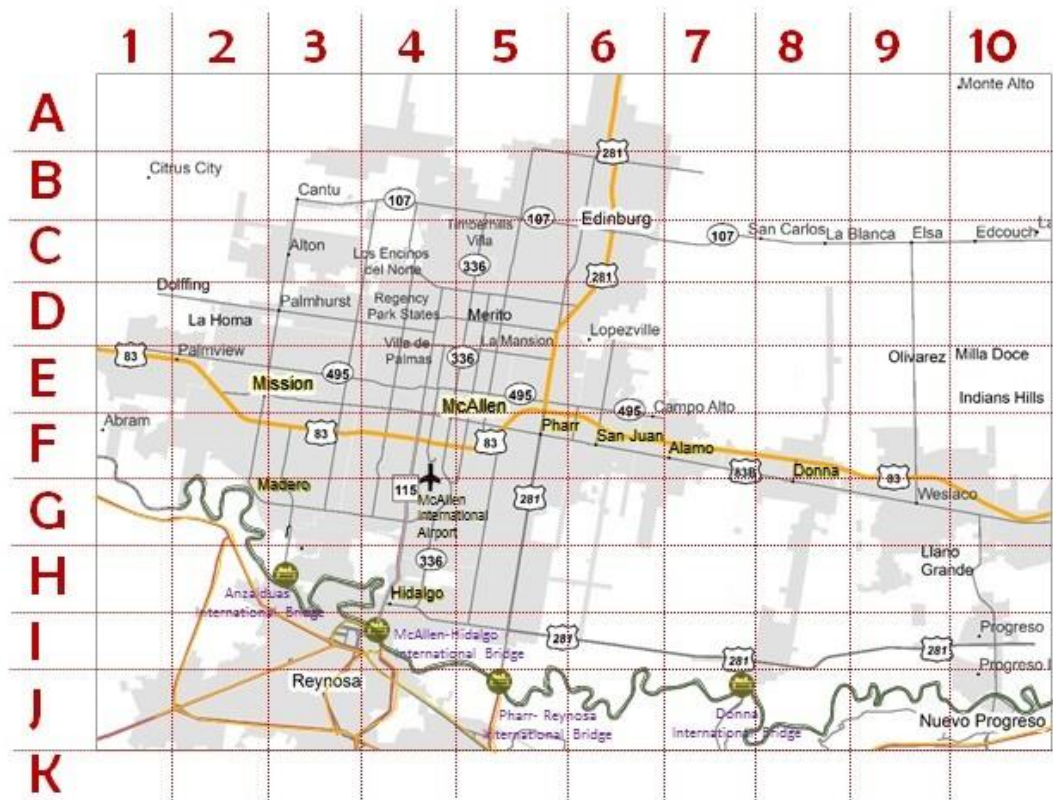 1 2 3 4 5 6 7 8 9 10
A
Monte Alto
281
B
Citrus City
Cantu
107
107
Edinburg
C
Timberhills
Villa
107
San Carlos
La Blanca
Elsa
Edcouch
La
Alton
Los Encinos
del Norte
336
281
D
Dolffing
La Homa
Palmhurst
Regency
Park States
Merito
Lopezville
La Mansion
Villa de
Palmas
336
E
83
Palmview
Mission
495
495
McAllen
495
Campo Alto
Olivarez
Milla Doce
Indians Hills
F
Abram
83
83
Pharr
San Juan
Alamo
83B
Donna
83
G
Madero
115
McAllen
International
Airport
281
Weslaco
H
336
Llano
Grande
Anzalduas
International Bridge
Hidalgo
I
McAllen-Hidalgo
International Bridge
281
281
281
Progreso
Progreso
J
Reynosa
Pharr- Reynosa
International Bridge
Donna
International Bridge
Nuevo Progreso
K